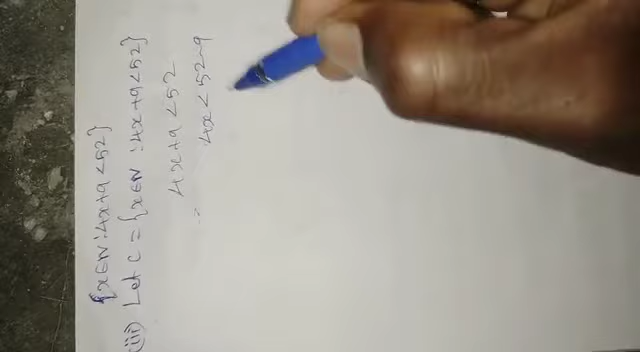 {x∈N:4x+9<52}
(iii) Let C = {x∈N :4x+9<52}
4x+9<52
= 4x<52-9